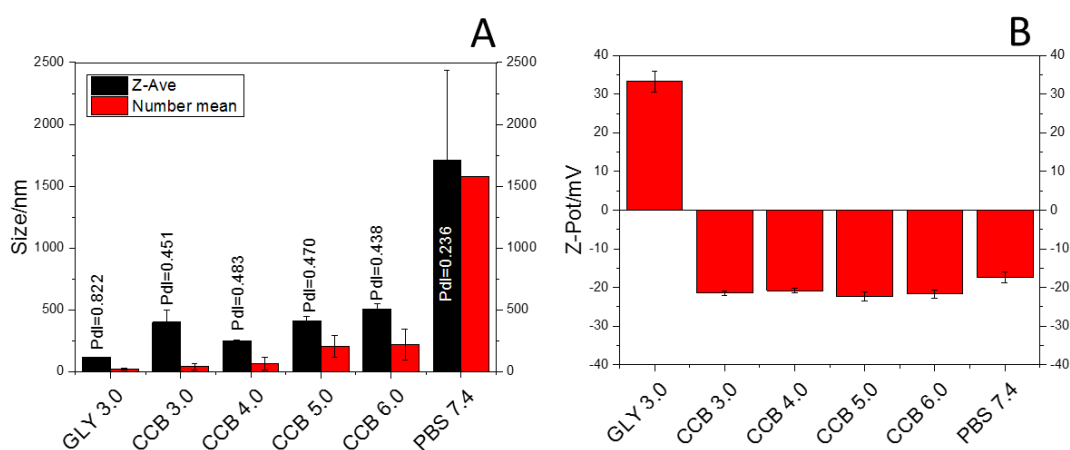 A
Z-Ave
Number mean
2500
2000
1500
1000
500
0
Size/nm
PdI=0.822
PdI=0.451
PdI=0.483
PdI=0.470
PdI=0.438
PdI=0.236
2500
2000
1500
1000
500
0
GLY 3.0
CCB 3.0
CCB 4.0
CCB 5.0
CCB 6.0
PBS 7.4
B
40
30
20
10
0
-10
-20
-30
-40
Z-Pot/mV
40
30
20
10
0
-10
-20
-30
-40
GLY 3.0
CCB 3.0
CCB 4.0
CCB 5.0
CCB 6.0
PBS 7.4